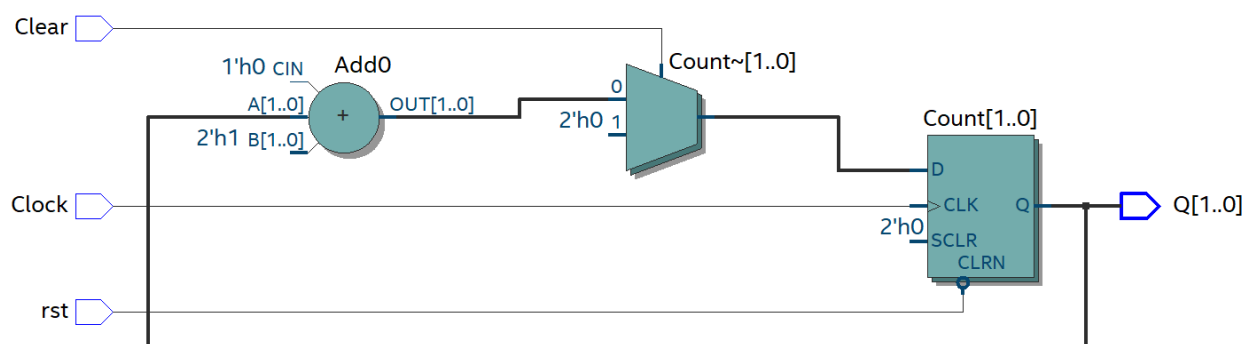 Clear
1'h0 CIN
Add0
A[1..0]
+
OUT[1..0]
2'h1 B[1..0]
Count~[1..0]
0
2'h0 1
Count[1..0]
D
Clock
CLK
Q
Q[1..0]
2'h0 SCLR
CLRN
rst